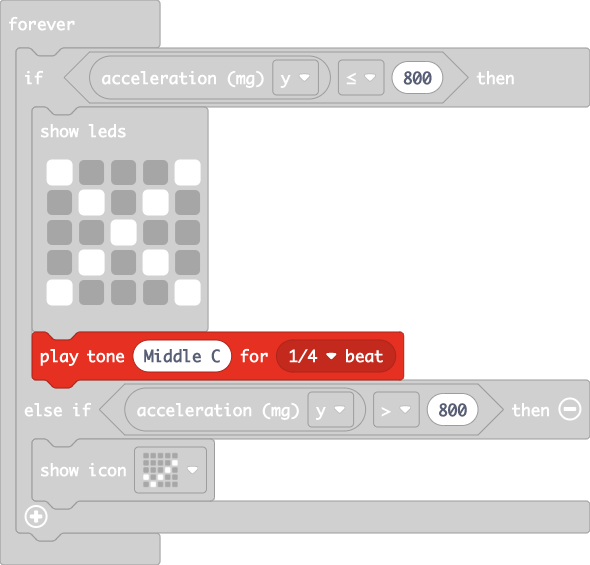 forever
if acceleration (mg) y ≤ 800 then
show leds
play tone Middle C for 1/4 beat
else if acceleration (mg) y > 800 then
show icon